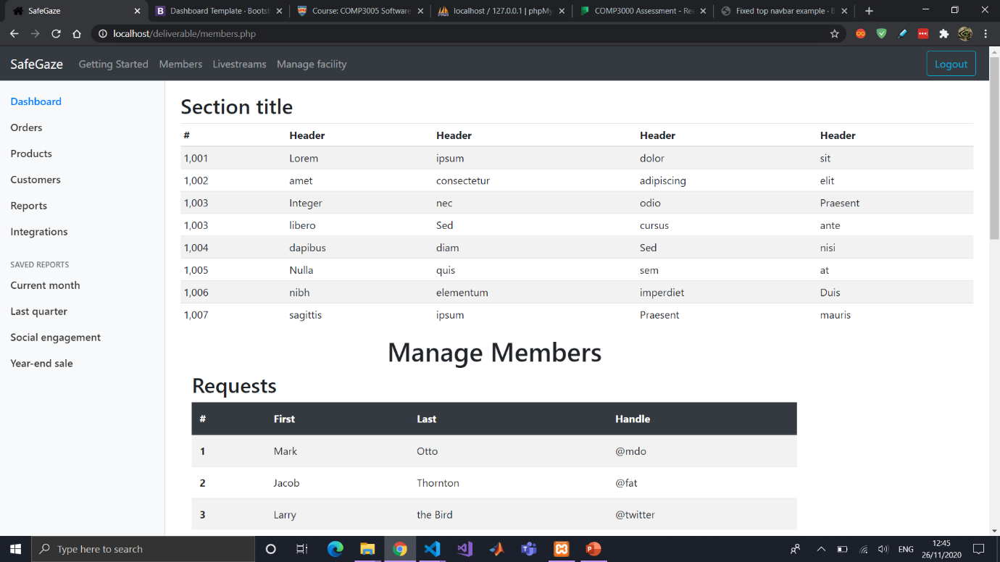 SafeGaze
Dashboard Template · Bootst
Course: COMP3005 Software
localhost / 127.0.0.1 | phpMy
COMP3000 Assessment - Re
Fixed top navbar example · B
localhost/deliverable/members.php
SafeGaze Getting Started Members Livestreams Manage facility Logout
Dashboard
Orders
Products
Customers
Reports
Integrations
SAVED REPORTS
Current month
Last quarter
Social engagement
Year-end sale
Section title
# Header Header Header Header
1,001 Lorem ipsum dolor sit
1,002 amet consectetur adipiscing elit
1,003 Integer nec odio Praesent
1,003 libero Sed cursus ante
1,004 dapibus diam Sed nisi
1,005 Nulla quis sem at
1,006 nibh elementum imperdiet Duis
1,007 sagittis ipsum Praesent mauris
Manage Members
Requests
# First Last Handle
1 Mark Otto @mdo
2 Jacob Thornton @fat
3 Larry the Bird @twitter
Type here to search
ENG
12:45
26/11/2020